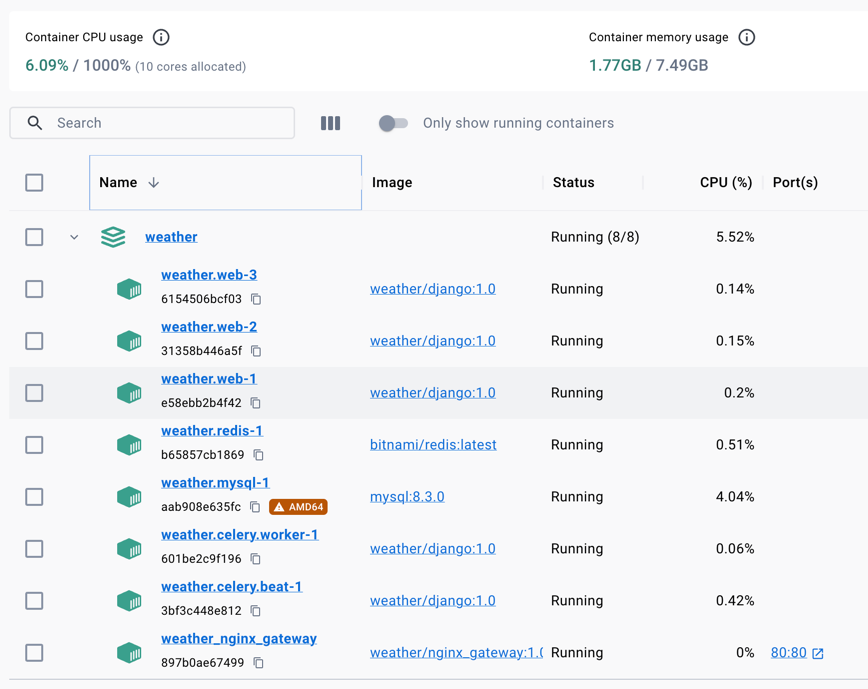 Container CPU usage
6.09% / 1000% (10 cores allocated)
Container memory usage
1.77GB / 7.49GB
Search
Only show running containers
Name Image Status CPU (%) Port(s)
weather Running (8/8) 5.52%
weather.web-3
6154506bcf03 weather/django:1.0 Running 0.14%
weather.web-2
31358b446a5f weather/django:1.0 Running 0.15%
weather.web-1
e58ebb2b4f42 weather/django:1.0 Running 0.2%
weather.redis-1
b65857cb1869 bitnami/redis:latest Running 0.51%
weather.mysql-1
aab908e635fc AMD64 mysql:8.3.0 Running 4.04%
weather.celery.worker-1
601be2c9f196 weather/django:1.0 Running 0.06%
weather.celery.beat-1
3bf3c448e812 weather/django:1.0 Running 0.42%
weather_nginx_gateway
897b0ae67499 weather/nginx_gateway:1.0 Running 0% 80:80